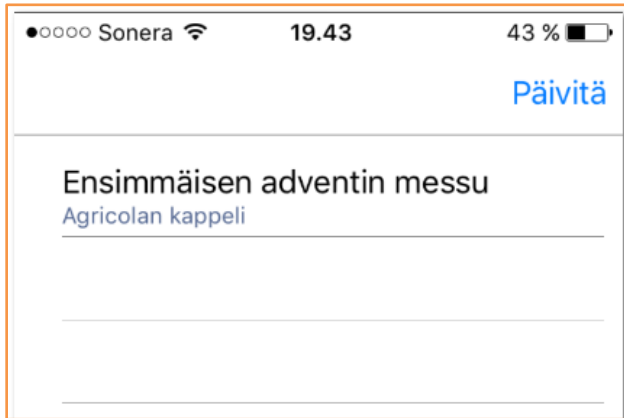 Sonera 19.43 43 %
Päivitä
Ensimmäisen adventin messu
Agricolan kappeli